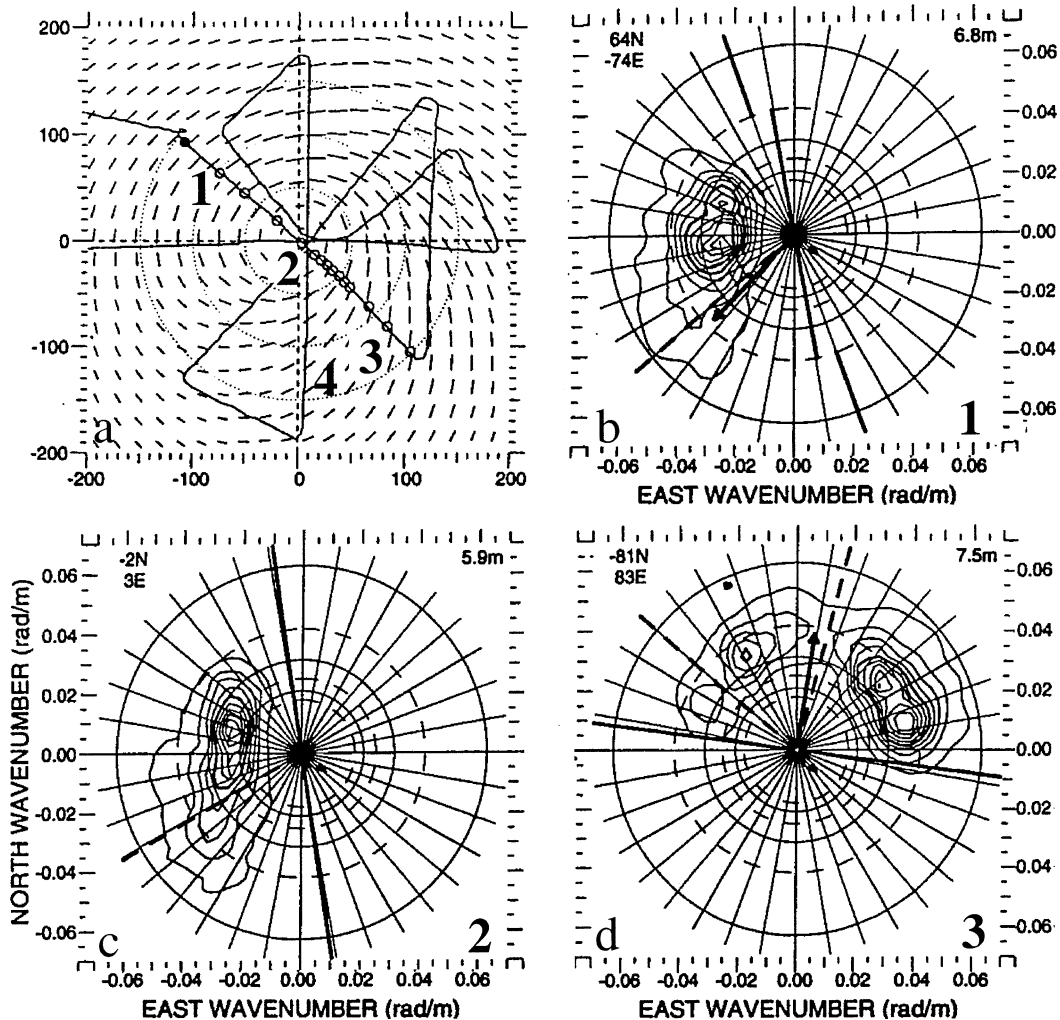 200
100
0
-100
-200
-200 -100 0 100 200
1
2
3
4
a
64N
-74E
6.8m
0.06
0.04
0.02
0.00
-0.02
-0.04
-0.06
-0.06 -0.04 -0.02 0.00 0.02 0.04 0.06
EAST WAVENUMBER (rad/m)
b
1
-2N
3E
5.9m
NORTH WAVENUMBER (rad/m)
0.06
0.04
0.02
0.00
-0.02
-0.04
-0.06
-0.06 -0.04 -0.02 0.00 0.02 0.04 0.06
EAST WAVENUMBER (rad/m)
c
2
-81N
83E
7.5m
0.06
0.04
0.02
0.00
-0.02
-0.04
-0.06
-0.06 -0.04 -0.02 0.00 0.02 0.04 0.06
EAST WAVENUMBER (rad/m)
d
3